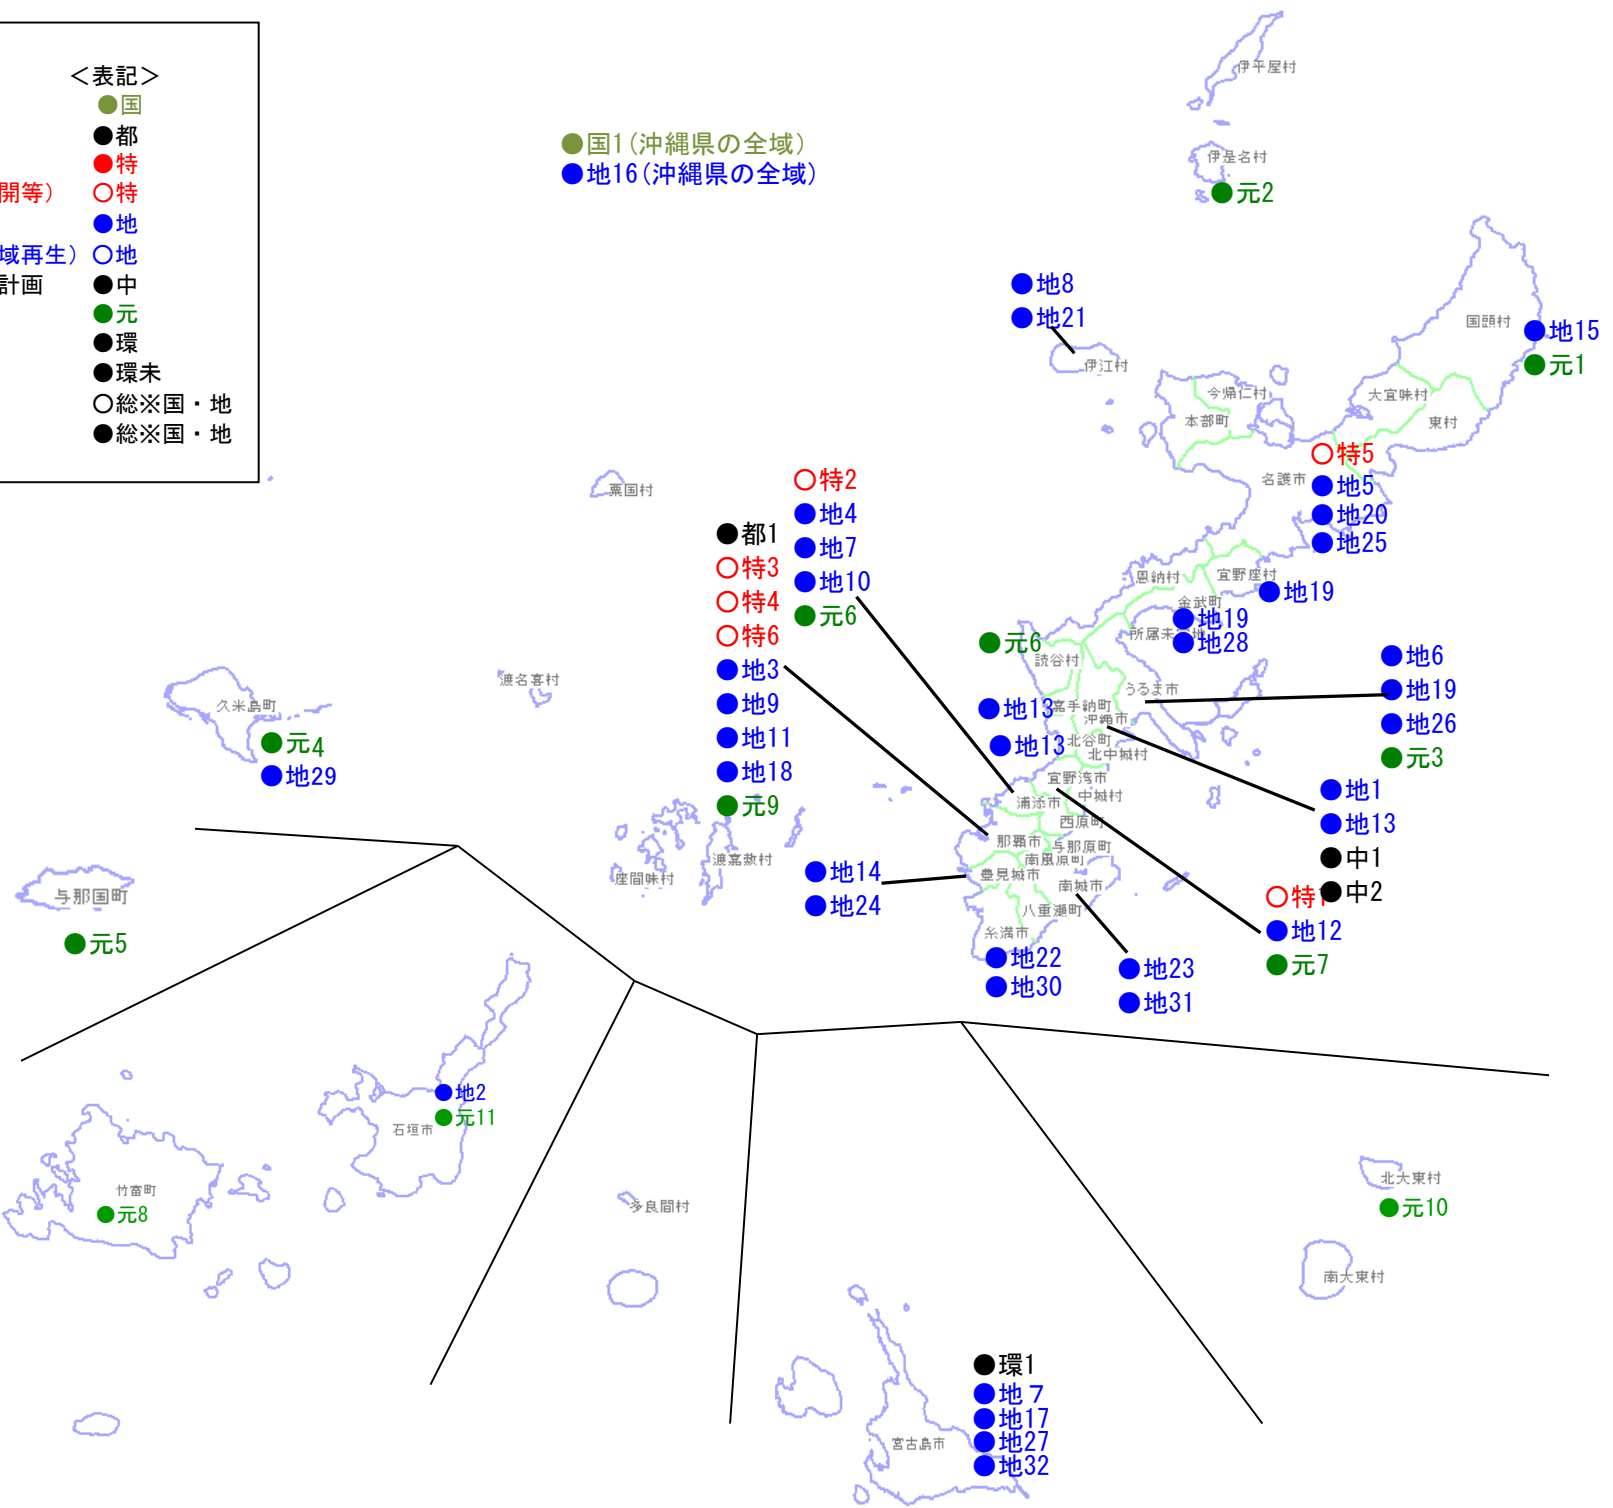 ＜表記＞
●国
●都
●特
開等） ○特
●地
域再生） ○地
計画 ●中
●元
●環
●環未
○総※国・地
●総※国・地
●国1(沖縄県の全域)
●地16(沖縄県の全域)
伊平屋村
伊是名村
●元2
●地8
●地21
伊江村
国頭村
●地15
●元1
今帰仁村
本部町
大宜味村
東村
名護市
○特5
●地5
●地20
●地25
粟国村
○特2
●地4
●地7
●地10
●元6
●都1
○特3
○特4
○特6
●地3
●地9
●地11
●地18
●元9
恩納村
宜野座村
●地19
金武町
●地19
●地28
所属未
地
●元6
読谷村
うるま市
●地6
●地19
●地26
●元3
●地13
嘉手納町
沖縄市
●地13
北谷町
北中城村
宜野湾市
中城村
浦添市
西原町
那覇市
与那原町
南風原町
豊見城市
南城市
八重瀬町
糸満市
●地1
●地13
●中1
●中2
○特1
●地12
●元7
●地14
●地24
●地22
●地30
●地23
●地31
久米島町
●元4
●地29
渡名喜村
渡嘉敷村
座間味村
与那国町
●元5
●地2
●元11
石垣市
竹富町
●元8
多良間村
北大東村
●元10
南大東村
●環1
●地７
●地17
●地27
●地32
宮古島市